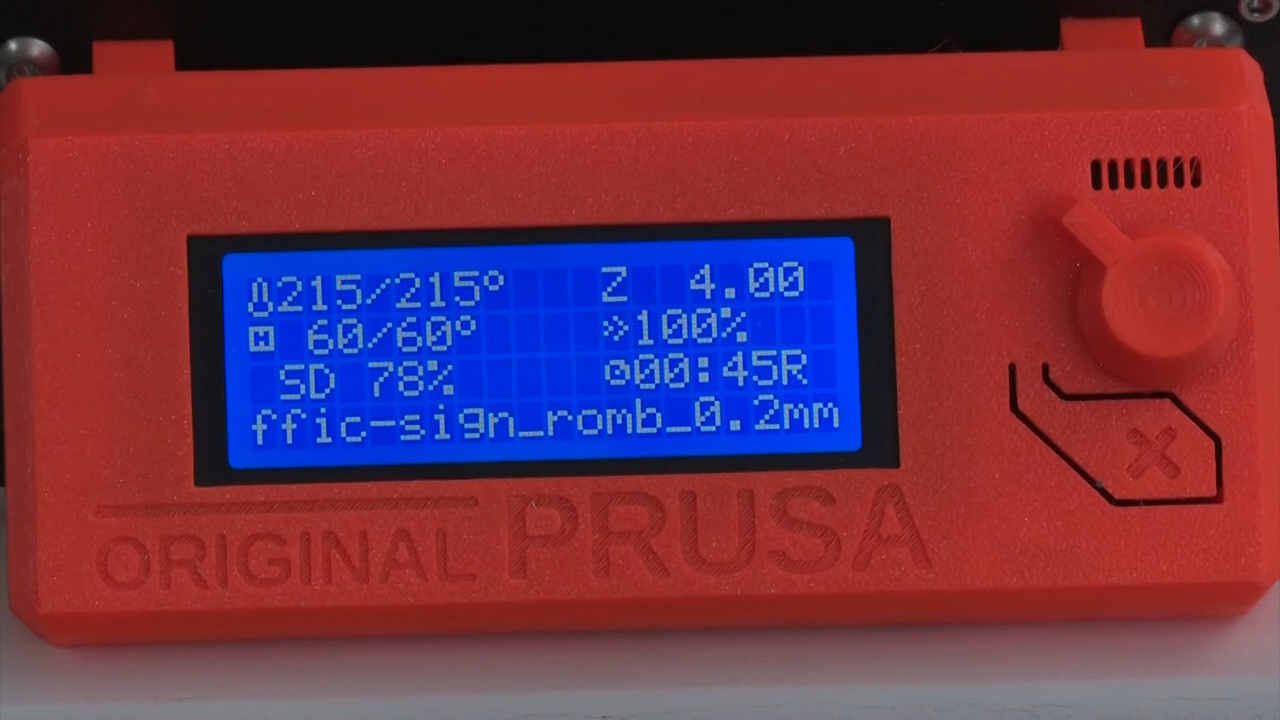 215/215° Z 4.00
60/60° 100%
SD 78% 00:45R
ffic-sign_romb_0.2mm
ORIGINAL PRUSA